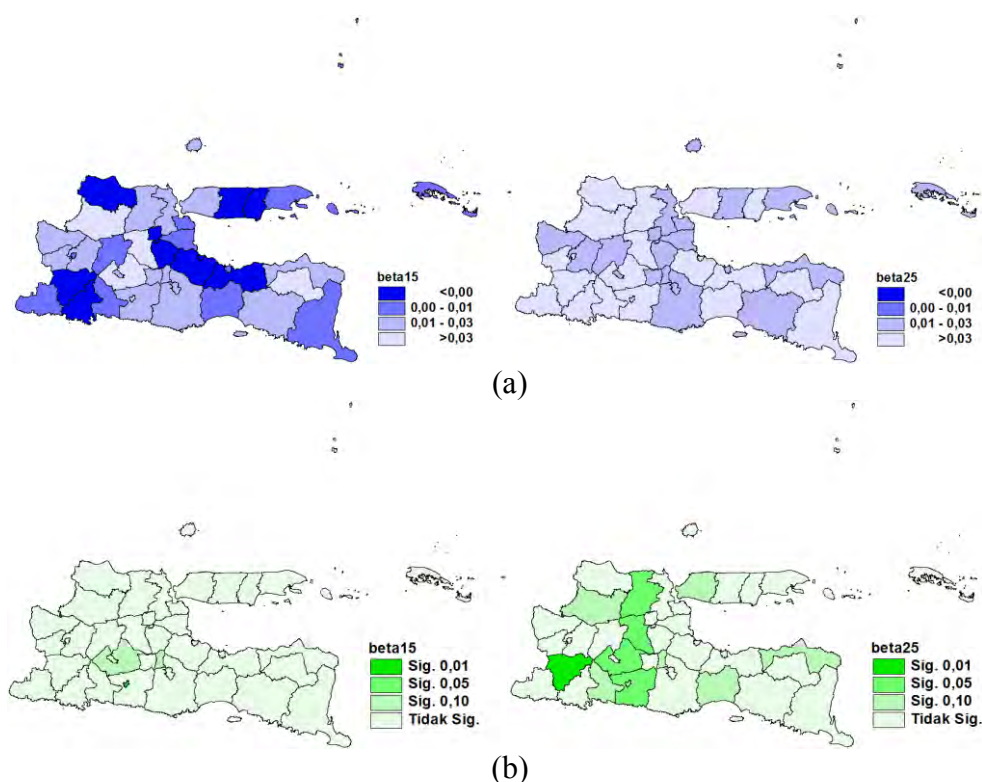 beta15
<0,00
0,00 - 0,01
0,01 - 0,03
>0,03
beta25
<0,00
0,00 - 0,01
0,01 - 0,03
>0,03
(a)
beta15
Sig. 0,01
Sig. 0,05
Sig. 0,10
Tidak Sig.
beta25
Sig. 0,01
Sig. 0,05
Sig. 0,10
Tidak Sig.
(b)